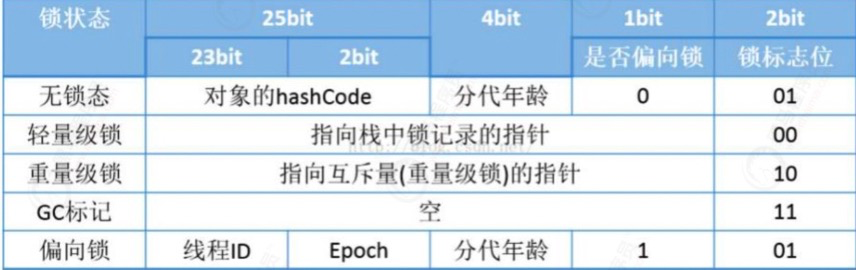 锁状态 25bit 4bit 1bit 2bit
23bit 2bit 是否偏向锁 锁标志位
无锁态 对象的hashCode 分代年龄 0 01
轻量级锁 指向栈中锁记录的指针 00
重量级锁 指向互斥量(重量级锁)的指针 10
GC标记 空 11
偏向锁 线程ID Epoch 分代年龄 1 01